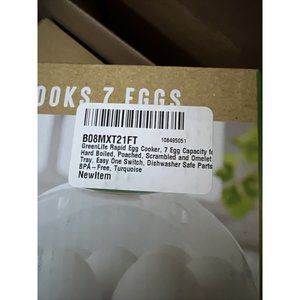 OOKS 7 EGGS
B08MXT21FT 108495051
GreenLife Rapid Egg Cooker, 7 Egg Capacity fo
Hard Boiled, Poached, Scrambled and Omelet
Tray, Easy One Switch, Dishwasher Safe Parts
BPA-Free, Turquoise
NewItem